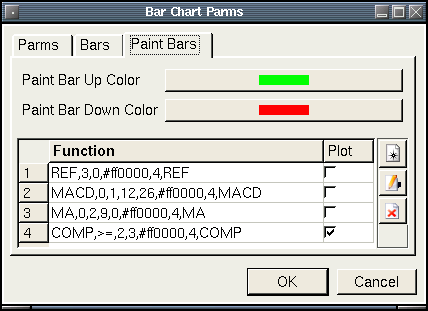 Bar Chart Parms
Parms Bars Paint Bars
Paint Bar Up Color
Paint Bar Down Color
Function Plot
1 REF,3,0,#ff0000,4,REF
2 MACD,0,1,12,26,#ff0000,4,MACD
3 MA,0,2,9,0,#ff0000,4,MA
4 COMP,>=,2,3,#ff0000,4,COMP
OK Cancel